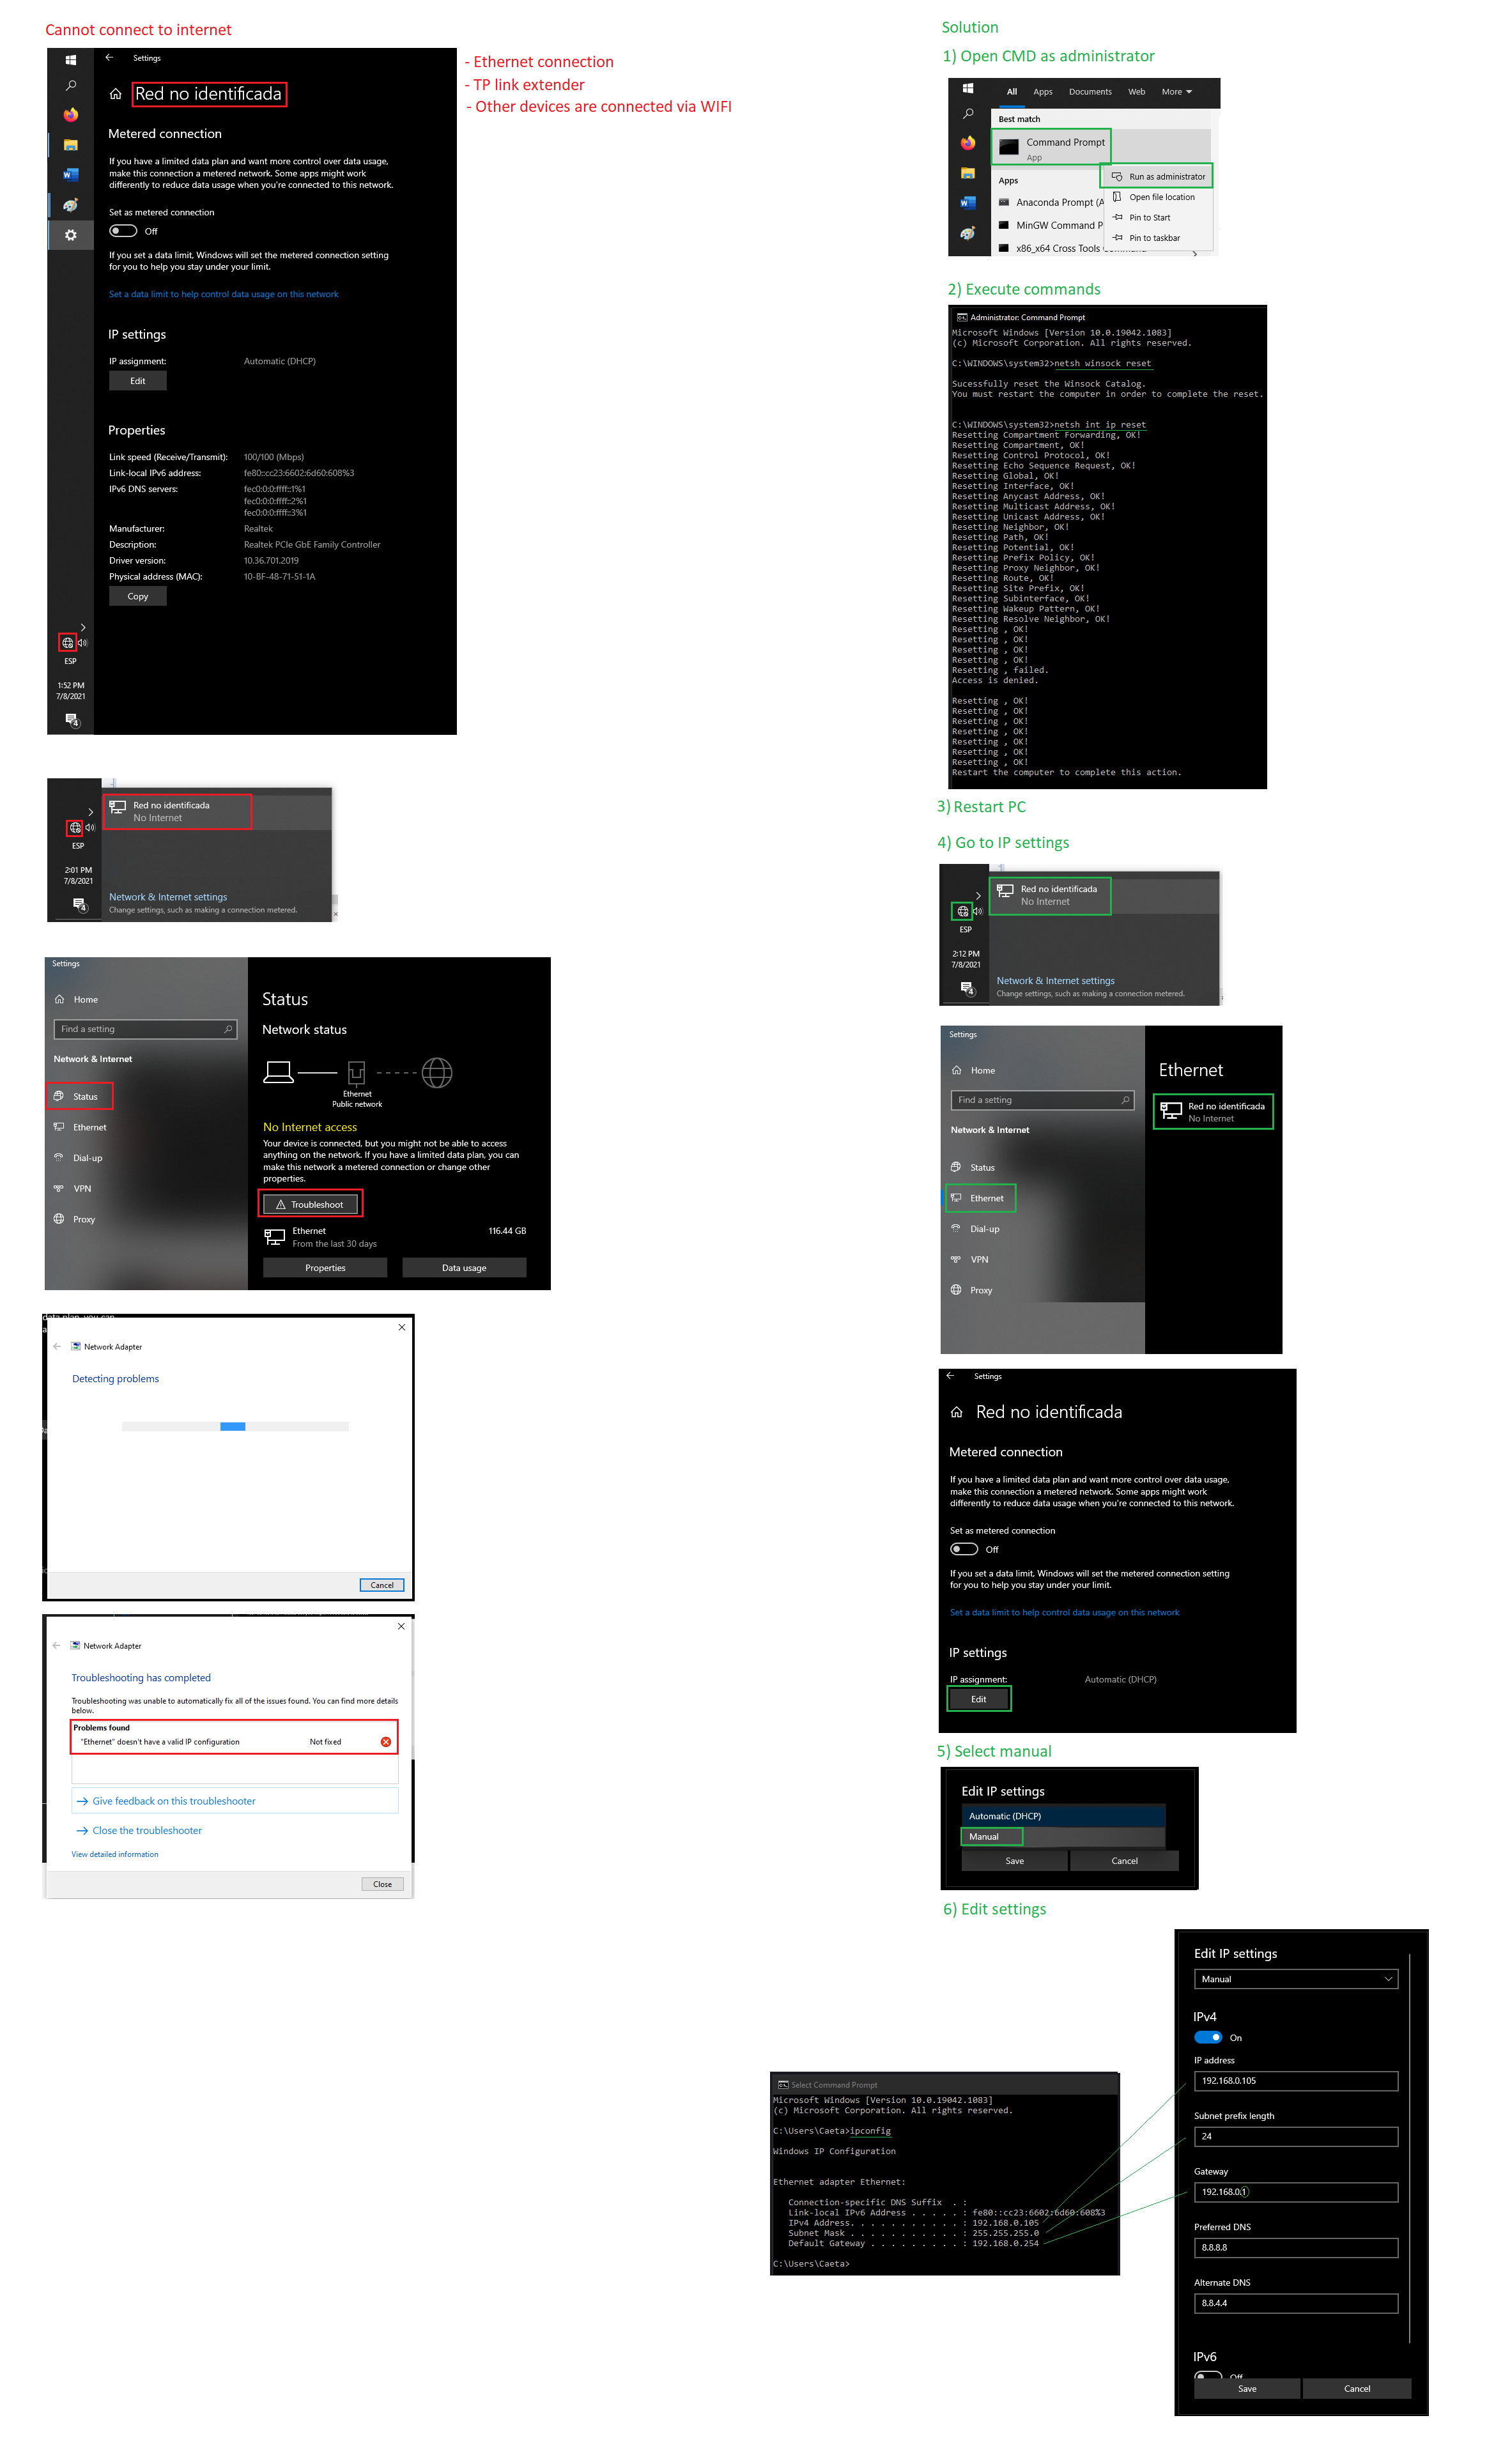 Cannot connect to internet
- Ethernet connection
- TP link extender
- Other devices are connected via WIFI
Settings
Red no identificada
Metered connection
If you have a limited data plan and want more control over data usage,
make this connection a metered network. Some apps might work
differently to reduce data usage when you're connected to this network.
Set as metered connection
Off
If you set a data limit, Windows will set the metered connection setting
for you to help you stay under your limit.
Set a data limit to help control data usage on this network
IP settings
IP assignment: Automatic (DHCP)
Edit
Properties
Link speed (Receive/Transmit): 100/100 (Mbps)
Link-local IPv6 address: fe80::cc23:6602:6d60:608%3
IPv6 DNS servers: fec0:0:0:ffff::1%1
fec0:0:0:ffff::2%1
fec0:0:0:ffff::3%1
Manufacturer: Realtek
Description: Realtek PCIe GbE Family Controller
Driver version: 10.36.701.2019
Physical address (MAC): 10-BF-48-71-51-1A
Copy
ESP
1:52 PM
7/8/2021
4
Red no identificada
No Internet
ESP
2:01 PM
7/8/2021
4
Network & Internet settings
Change settings, such as making a connection metered.
Settings
Home
Find a setting
Network & Internet
Status
Ethernet
Dial-up
VPN
Proxy
Status
Network status
Ethernet
Public network
No Internet access
Your device is connected, but you might not be able to access
anything on the network. If you have a limited data plan, you can
make this network a metered connection or change other
properties.
Troubleshoot
Ethernet 116.44 GB
From the last 30 days
Properties Data usage
Network Adapter
Detecting problems
Cancel
Network Adapter
Troubleshooting has completed
Troubleshooting was unable to automatically fix all of the issues found. You can find more details
below.
Problems found
"Ethernet" doesn't have a valid IP configuration Not fixed
Give feedback on this troubleshooter
Close the troubleshooter
View detailed information
Close
Solution
1) Open CMD as administrator
All Apps Documents Web More
Best match
Command Prompt
App
Run as administrator
Open file location
Pin to Start
Pin to taskbar
Apps
Anaconda Prompt (A
MinGW Command P
x86_x64 Cross Tools
2) Execute commands
Administrator: Command Prompt
Microsoft Windows [Version 10.0.19042.1083]
(c) Microsoft Corporation. All rights reserved.
C:\WINDOWS\system32>netsh winsock reset
Sucessfully reset the Winsock Catalog.
You must restart the computer in order to complete the reset.
C:\WINDOWS\system32>netsh int ip reset
Resetting Compartment Forwarding, OK!
Resetting Compartment, OK!
Resetting Control Protocol, OK!
Resetting Echo Sequence Request, OK!
Resetting Global, OK!
Resetting Interface, OK!
Resetting Anycast Address, OK!
Resetting Multicast Address, OK!
Resetting Unicast Address, OK!
Resetting Neighbor, OK!
Resetting Path, OK!
Resetting Potential, OK!
Resetting Prefix Policy, OK!
Resetting Proxy Neighbor, OK!
Resetting Route, OK!
Resetting Site Prefix, OK!
Resetting Subinterface, OK!
Resetting Wakeup Pattern, OK!
Resetting Resolve Neighbor, OK!
Resetting , OK!
Resetting , OK!
Resetting , OK!
Resetting , OK!
Resetting , failed.
Access is denied.
Resetting , OK!
Resetting , OK!
Resetting , OK!
Resetting , OK!
Resetting , OK!
Resetting , OK!
Resetting , OK!
Restart the computer to complete this action.
3) Restart PC
4) Go to IP settings
Red no identificada
No Internet
ESP
2:12 PM
7/8/2021
4
Network & Internet settings
Change settings, such as making a connection metered.
Settings
Home
Find a setting
Network & Internet
Status
Ethernet
Dial-up
VPN
Proxy
Ethernet
Red no identificada
No Internet
Settings
Red no identificada
Metered connection
If you have a limited data plan and want more control over data usage,
make this connection a metered network. Some apps might work
differently to reduce data usage when you're connected to this network.
Set as metered connection
Off
If you set a data limit, Windows will set the metered connection setting
for you to help you stay under your limit.
Set a data limit to help control data usage on this network
IP settings
IP assignment: Automatic (DHCP)
Edit
5) Select manual
Edit IP settings
Automatic (DHCP)
Manual
Save Cancel
6) Edit settings
Select Command Prompt
Microsoft Windows [Version 10.0.19042.1083]
(c) Microsoft Corporation. All rights reserved.
C:\Users\Caeta>ipconfig
Windows IP Configuration
Ethernet adapter Ethernet:
Connection-specific DNS Suffix . :
Link-local IPv6 Address . . . . . : fe80::cc23:6602:6d60:608%3
IPv4 Address. . . . . . . . . . . : 192.168.0.105
Subnet Mask . . . . . . . . . . . : 255.255.255.0
Default Gateway . . . . . . . . . : 192.168.0.254
C:\Users\Caeta>
Edit IP settings
Manual
IPv4
On
IP address
192.168.0.105
Subnet prefix length
24
Gateway
192.168.0.1
Preferred DNS
8.8.8.8
Alternate DNS
8.8.4.4
IPv6
Off
Save Cancel